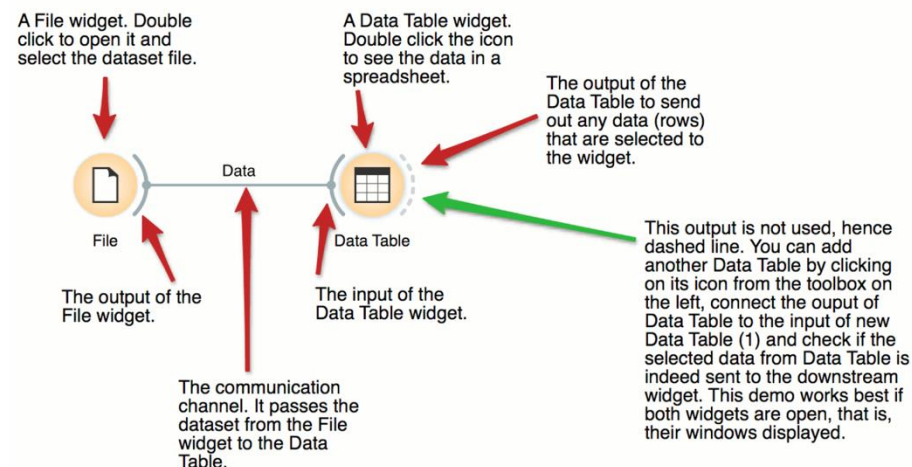 A File widget. Double
click to open it and
select the dataset file.
A Data Table widget.
Double click the icon
to see the data in a
spreadsheet.
The output of the
Data Table to send
out any data (rows)
that are selected to
the widget.
Data
File
Data Table
The output of the
File widget.
The input of the
Data Table widget.
This output is not used, hence
dashed line. You can add
another Data Table by clicking
on its icon from the toolbox on
the left, connect the ouput of
Data Table to the input of new
Data Table (1) and check if the
selected data from Data Table is
indeed sent to the downstream
widget. This demo works best if
both widgets are open, that is,
their windows displayed.
The communication
channel. It passes the
dataset from the File
widget to the Data
Table.